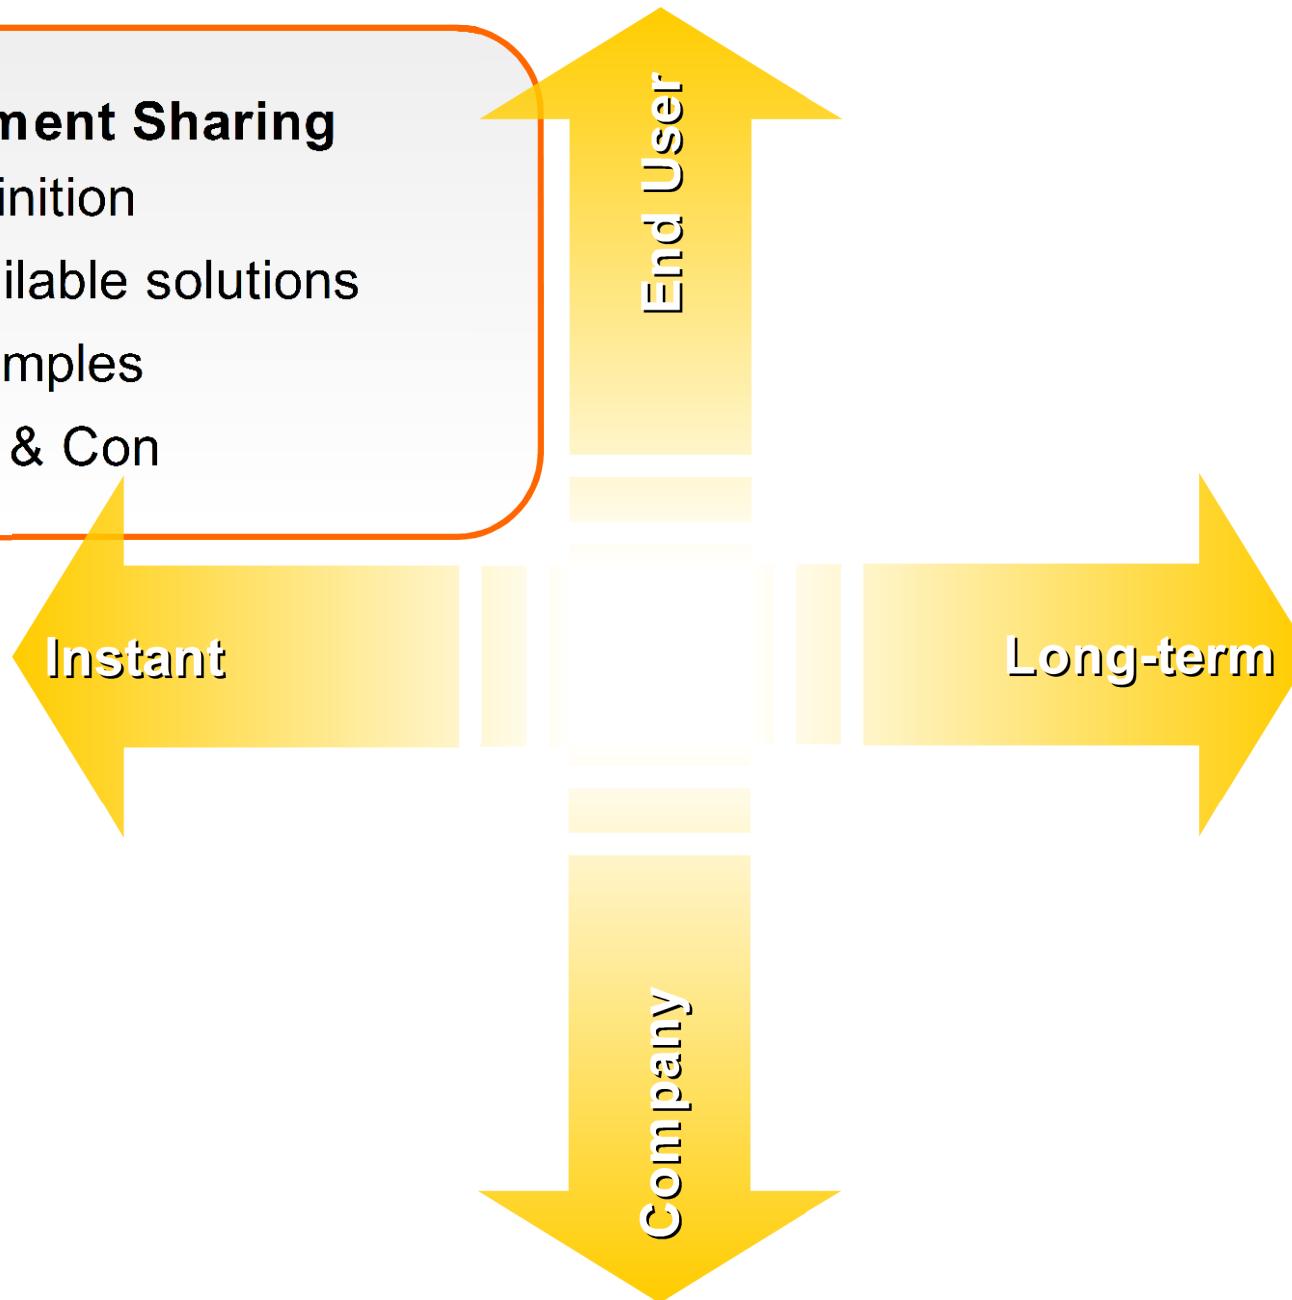 ment Sharing
inition
ilable solutions
mples
& Con
End User
Instant
Long-term
Company